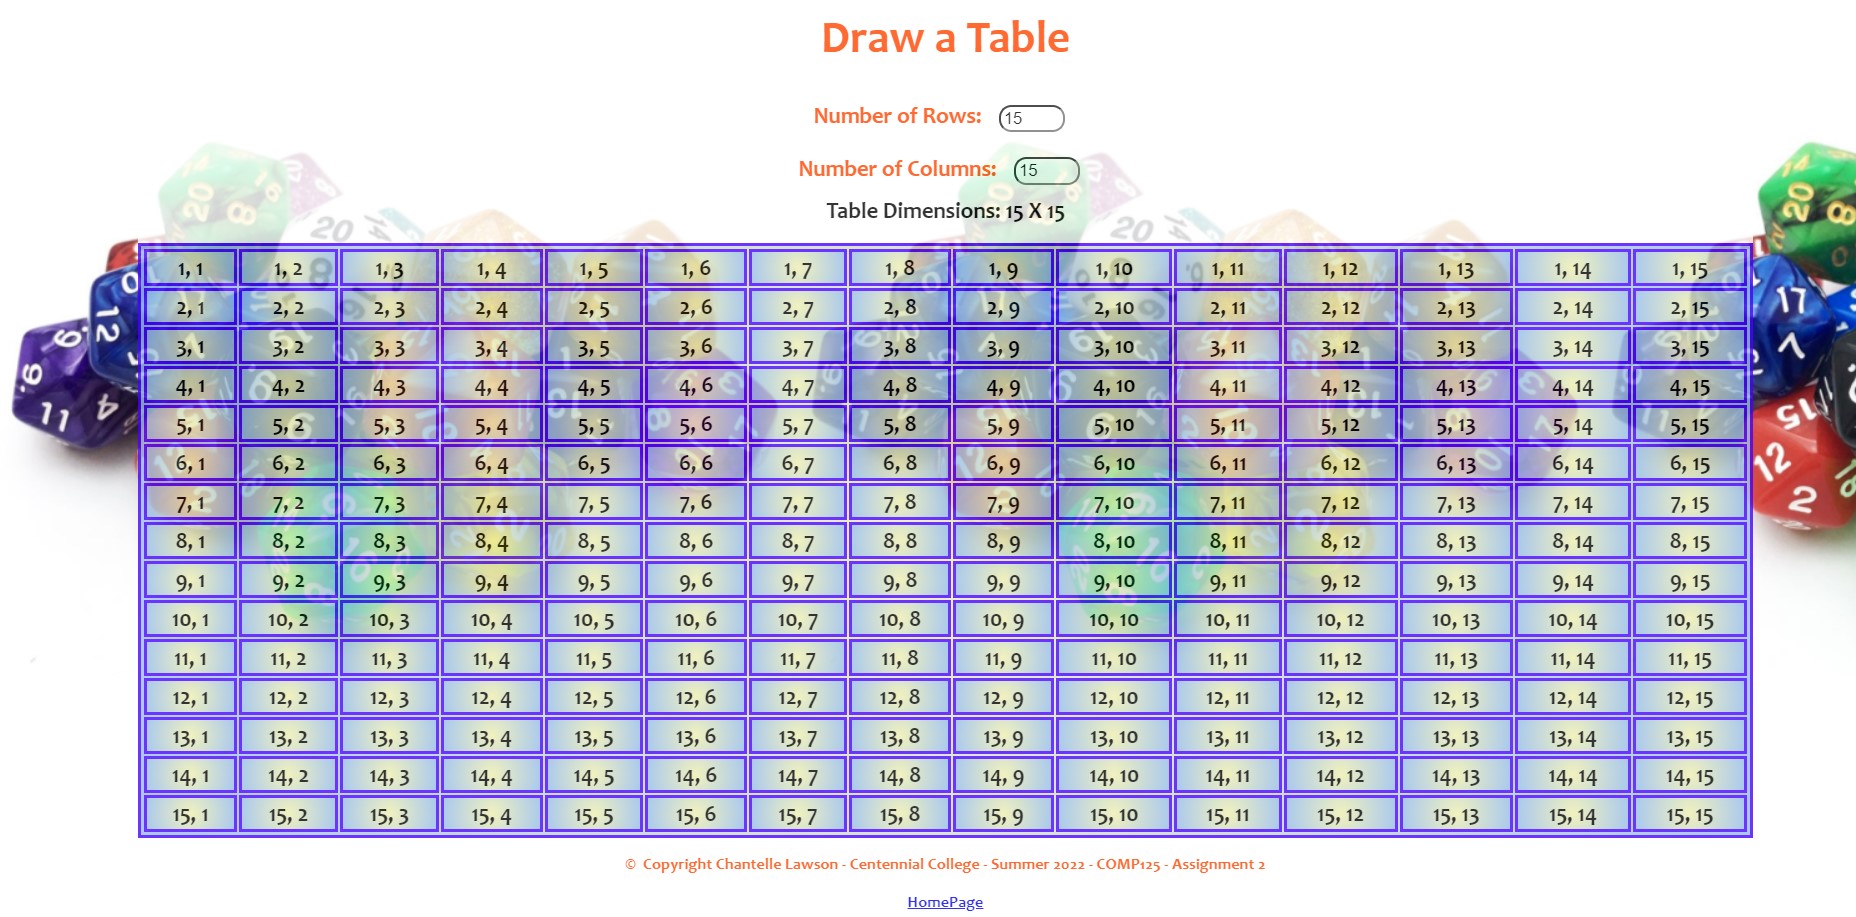 Draw a Table
Number of Rows: 15
Number of Columns: 15
Table Dimensions: 15 X 15
1, 1 1, 2 1, 3 1, 4 1, 5 1, 6 1, 7 1, 8 1, 9 1, 10 1, 11 1, 12 1, 13 1, 14 1, 15
2, 1 2, 2 2, 3 2, 4 2, 5 2, 6 2, 7 2, 8 2, 9 2, 10 2, 11 2, 12 2, 13 2, 14 2, 15
3, 1 3, 2 3, 3 3, 4 3, 5 3, 6 3, 7 3, 8 3, 9 3, 10 3, 11 3, 12 3, 13 3, 14 3, 15
4, 1 4, 2 4, 3 4, 4 4, 5 4, 6 4, 7 4, 8 4, 9 4, 10 4, 11 4, 12 4, 13 4, 14 4, 15
5, 1 5, 2 5, 3 5, 4 5, 5 5, 6 5, 7 5, 8 5, 9 5, 10 5, 11 5, 12 5, 13 5, 14 5, 15
6, 1 6, 2 6, 3 6, 4 6, 5 6, 6 6, 7 6, 8 6, 9 6, 10 6, 11 6, 12 6, 13 6, 14 6, 15
7, 1 7, 2 7, 3 7, 4 7, 5 7, 6 7, 7 7, 8 7, 9 7, 10 7, 11 7, 12 7, 13 7, 14 7, 15
8, 1 8, 2 8, 3 8, 4 8, 5 8, 6 8, 7 8, 8 8, 9 8, 10 8, 11 8, 12 8, 13 8, 14 8, 15
9, 1 9, 2 9, 3 9, 4 9, 5 9, 6 9, 7 9, 8 9, 9 9, 10 9, 11 9, 12 9, 13 9, 14 9, 15
10, 1 10, 2 10, 3 10, 4 10, 5 10, 6 10, 7 10, 8 10, 9 10, 10 10, 11 10, 12 10, 13 10, 14 10, 15
11, 1 11, 2 11, 3 11, 4 11, 5 11, 6 11, 7 11, 8 11, 9 11, 10 11, 11 11, 12 11, 13 11, 14 11, 15
12, 1 12, 2 12, 3 12, 4 12, 5 12, 6 12, 7 12, 8 12, 9 12, 10 12, 11 12, 12 12, 13 12, 14 12, 15
13, 1 13, 2 13, 3 13, 4 13, 5 13, 6 13, 7 13, 8 13, 9 13, 10 13, 11 13, 12 13, 13 13, 14 13, 15
14, 1 14, 2 14, 3 14, 4 14, 5 14, 6 14, 7 14, 8 14, 9 14, 10 14, 11 14, 12 14, 13 14, 14 14, 15
15, 1 15, 2 15, 3 15, 4 15, 5 15, 6 15, 7 15, 8 15, 9 15, 10 15, 11 15, 12 15, 13 15, 14 15, 15
© Copyright Chantelle Lawson - Centennial College - Summer 2022 - COMP125 - Assignment 2
HomePage